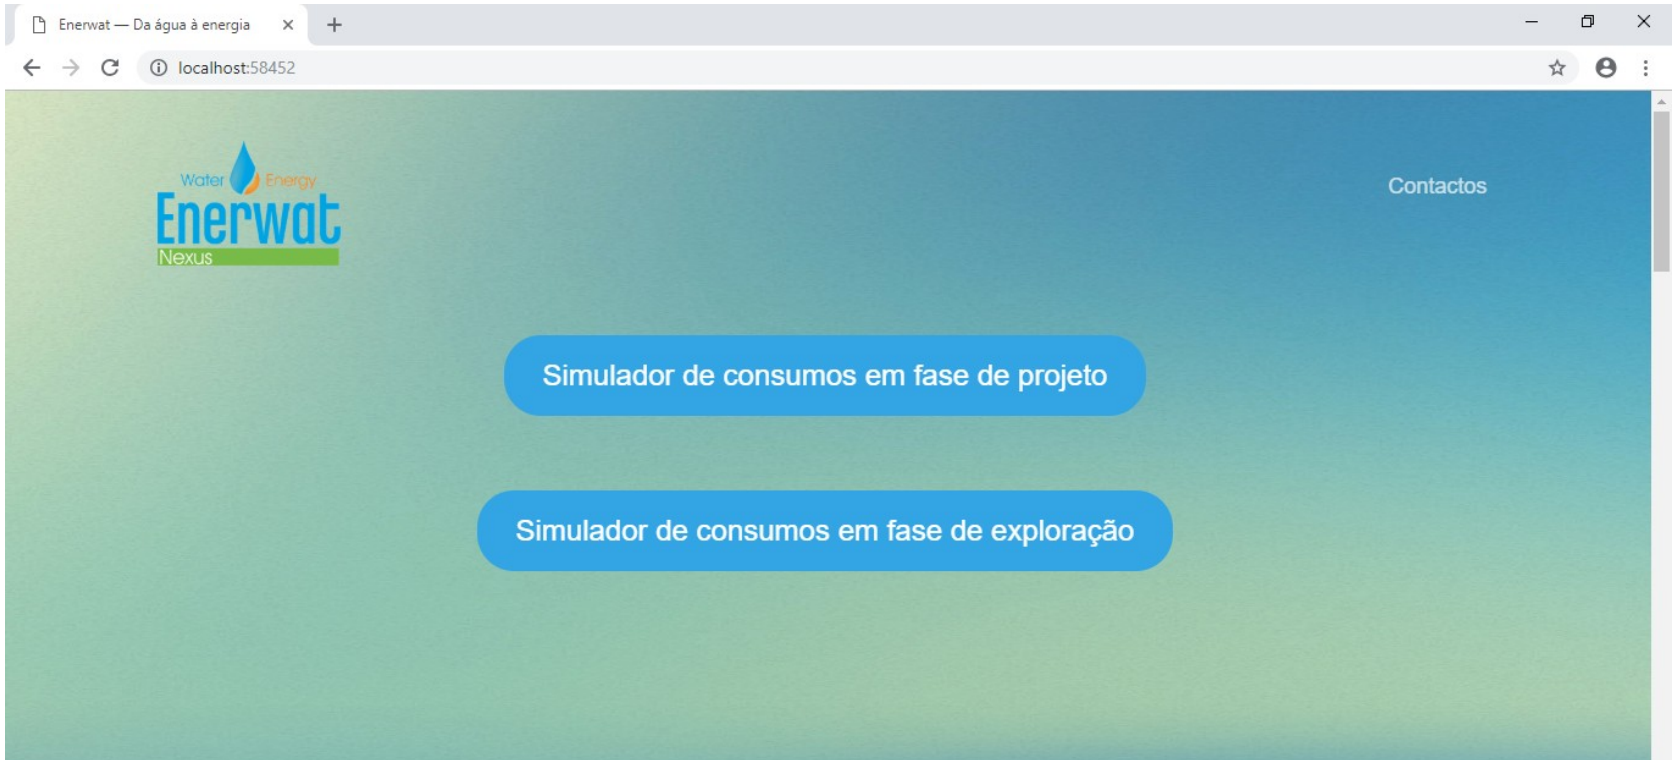 Enerwat — Da água à energia
localhost:58452
Water Energy
Enerwat
Nexus
Contactos
Simulador de consumos em fase de projeto
Simulador de consumos em fase de exploração